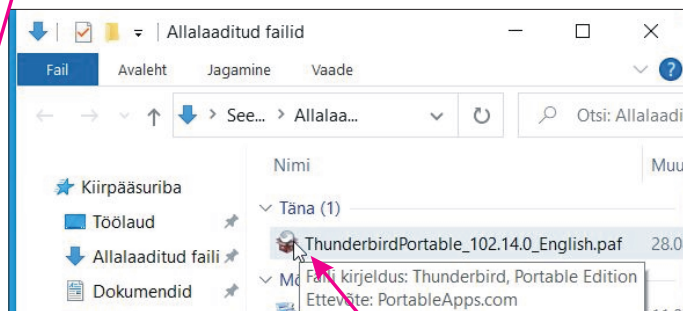 Allalaaditud failid
Fail Avaleht Jagamine Vaade ?
See... Allalaa... Otsi: Allalaadi
Nimi Muu
Kiirpääsuriba
Täna (1)
Töölaud
ThunderbirdPortable_102.14.0_English.paf 28.0
Allalaaditud faili
Faili kirjeldus: Thunderbird, Portable Edition
Dokumendid
Ettevõte: PortableApps.com